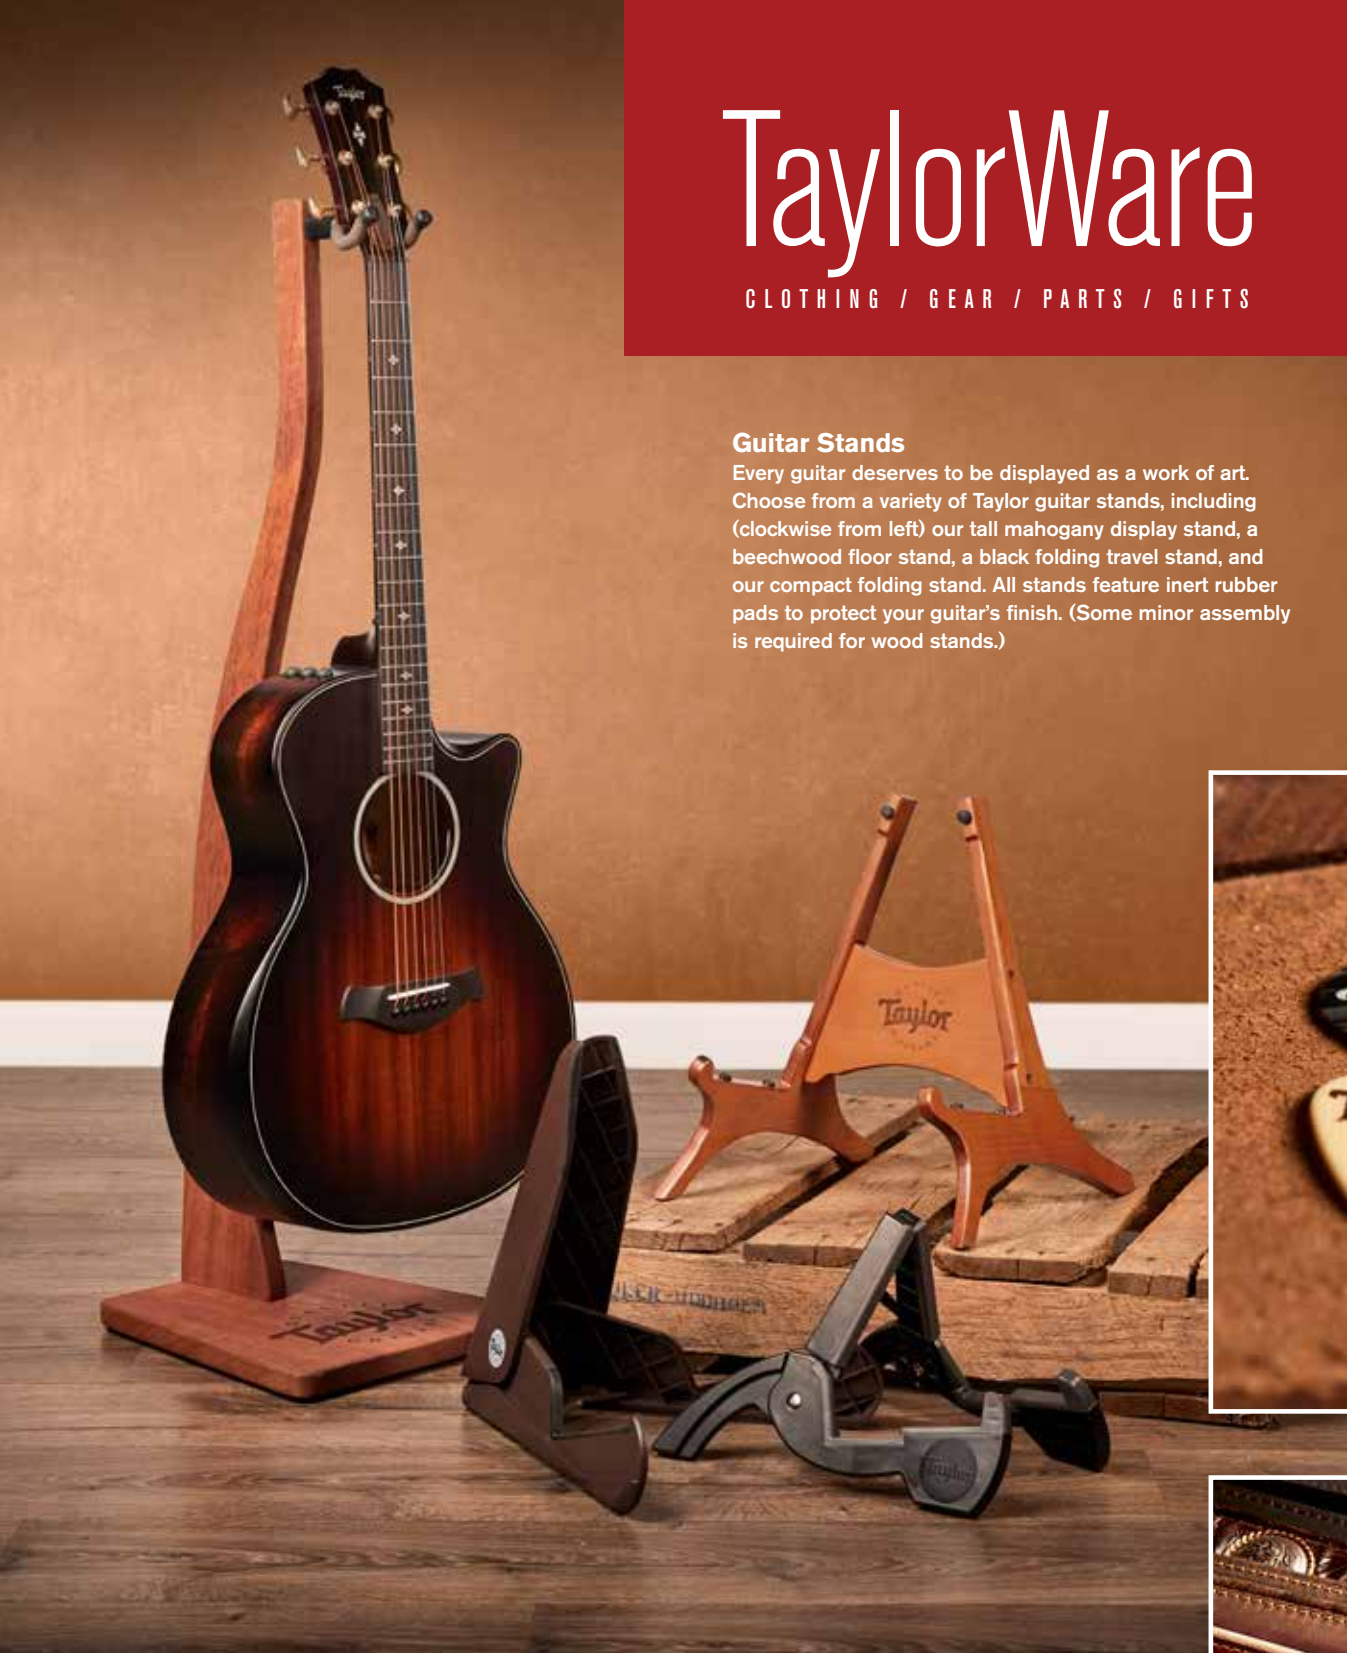 Taylor
TaylorWare
CLOTHING / GEAR / PARTS / GIFTS
Guitar Stands
Every guitar deserves to be displayed as a work of art.
Choose from a variety of Taylor guitar stands, including
(clockwise from left) our tall mahogany display stand, a
beechwood floor stand, a black folding travel stand, and
our compact folding stand. All stands feature inert rubber
pads to protect your guitar’s finish. (Some minor assembly
is required for wood stands.)
Taylor
Taylor
Taylor